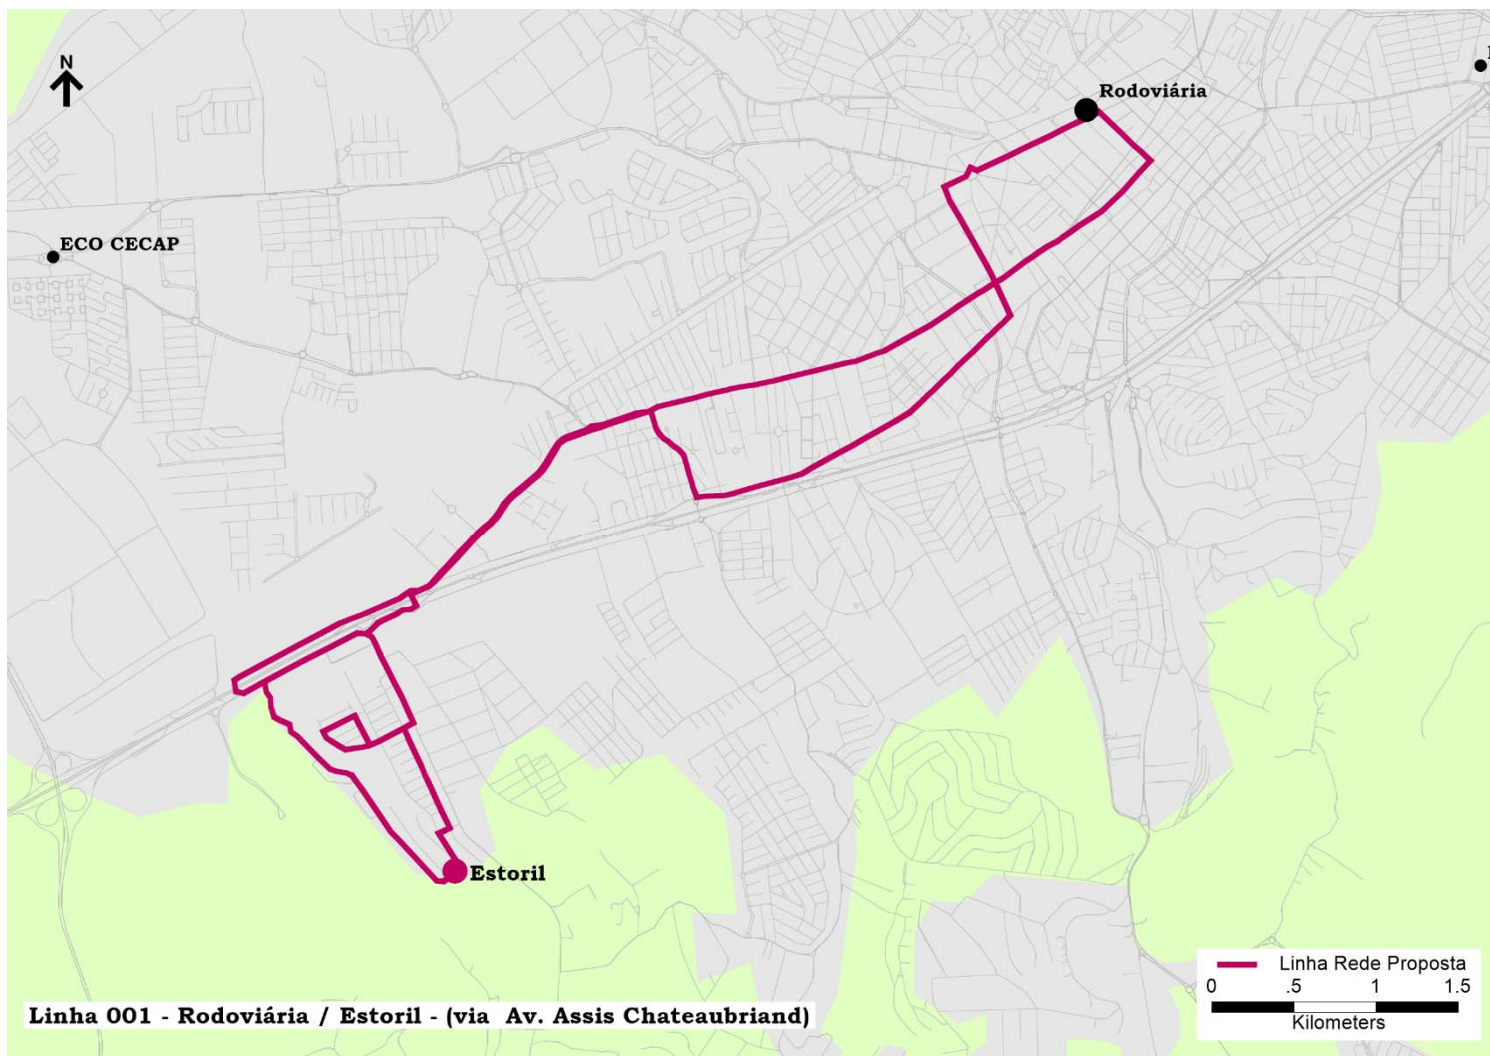 N
Rodoviária
ECO CECAP
Estoril
Linha Rede Proposta
0 .5 1 1.5
Kilometers
Linha 001 - Rodoviária / Estoril - (via Av. Assis Chateaubriand)